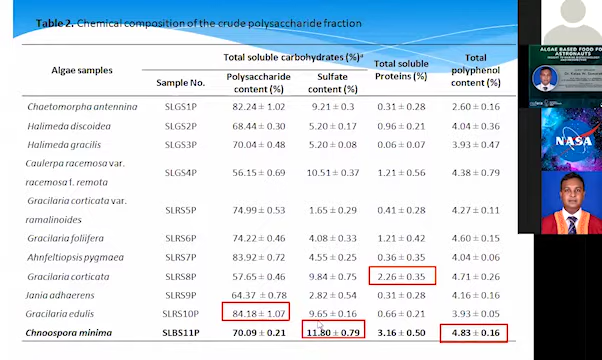 Table 2. Chemical composition of the crude polysaccharide fraction
Algae samples Total soluble carbohydrates (%)ᵃ Total soluble Proteins (%) Total polyphenol content (%)
Sample No. Polysaccharide content (%) Sulfate content (%)
Chaetomorpha antennina SLGS1P 82.24 ± 1.02 9.21 ± 0.3 0.31 ± 0.28 2.60 ± 0.16
Halimeda discoidea SLGS2P 68.44 ± 0.30 5.20 ± 0.17 0.96 ± 0.21 4.04 ± 0.36
Halimeda gracilis SLGS3P 70.04 ± 0.48 5.20 ± 0.08 0.06 ± 0.07 3.93 ± 0.47
Caulerpa racemosa var.
racemosa f. remota SLGS4P 56.15 ± 0.69 10.51 ± 0.37 1.21 ± 0.56 4.38 ± 0.79
Gracilaria corticata var.
ramalinoides SLRS5P 74.99 ± 0.53 1.65 ± 0.29 0.41 ± 0.28 4.27 ± 0.11
Gracilaria foliifera SLRS6P 74.22 ± 0.46 4.08 ± 0.33 1.21 ± 0.42 4.60 ± 0.15
Ahnfeltiopsis pygmaea SLRS7P 83.92 ± 0.72 4.55 ± 0.25 0.36 ± 0.35 4.04 ± 0.06
Gracilaria corticata SLRS8P 57.65 ± 0.46 9.84 ± 0.75 2.26 ± 0.35 4.71 ± 0.26
Jania adhaerens SLRS9P 64.37 ± 0.78 2.82 ± 0.54 0.31 ± 0.28 4.16 ± 0.16
Gracilaria edulis SLRS10P 84.18 ± 1.07 9.65 ± 0.16 0.66 ± 0.21 3.93 ± 0.05
Chnoospora minima SLBS11P 70.09 ± 0.21 11.80 ± 0.79 3.16 ± 0.50 4.83 ± 0.16
ALGAE BASED FOOD FOR
ASTRONAUTS
NASA